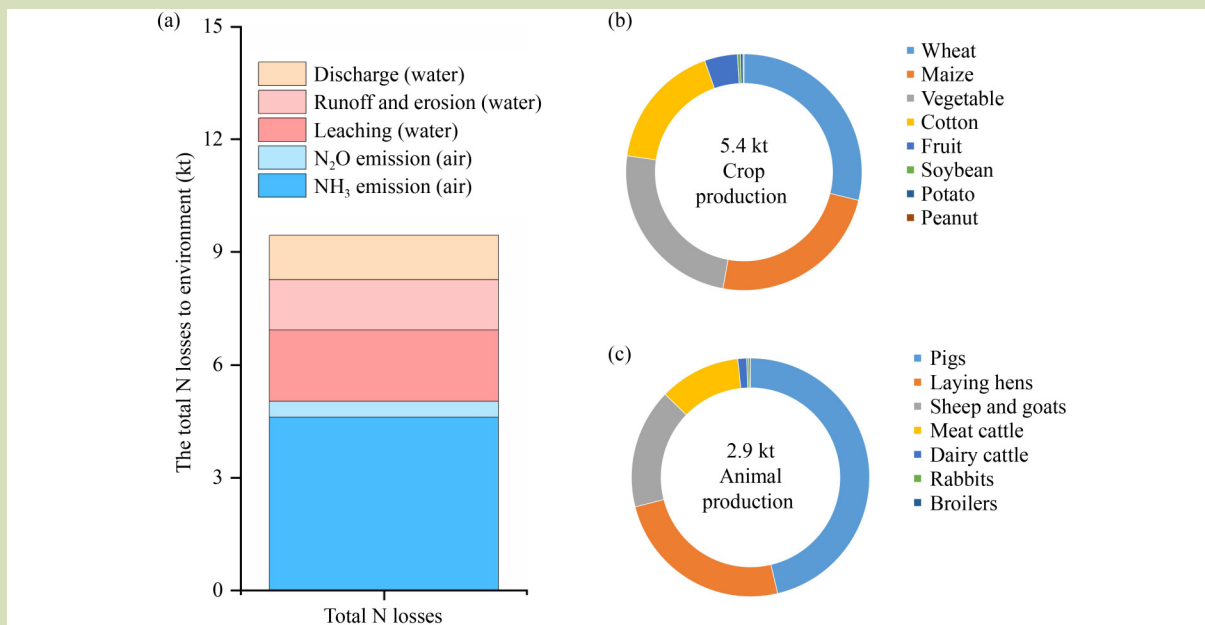 (a)
15
12
9
6
3
0
The total N losses to environment (kt)
Discharge (water)
Runoff and erosion (water)
Leaching (water)
N₂O emission (air)
NH₃ emission (air)
Total N losses
(b)
5.4 kt
Crop
production
Wheat
Maize
Vegetable
Cotton
Fruit
Soybean
Potato
Peanut
(c)
2.9 kt
Animal
production
Pigs
Laying hens
Sheep and goats
Meat cattle
Dairy cattle
Rabbits
Broilers